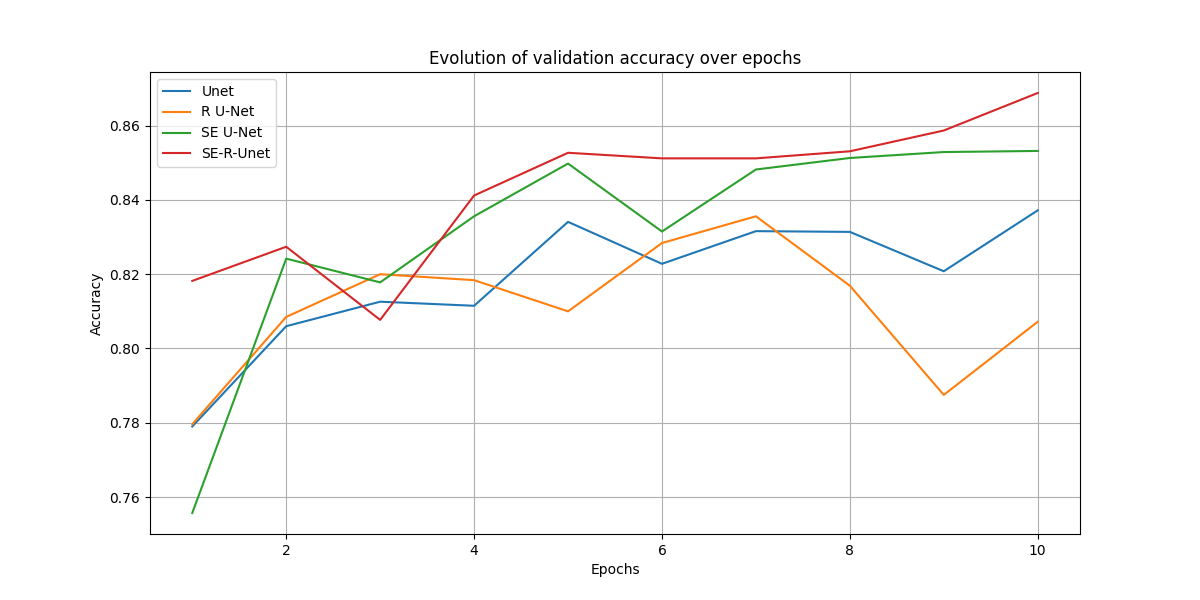 Evolution of validation accuracy over epochs
Unet
R U-Net
SE U-Net
SE-R-Unet
Accuracy
0.86
0.84
0.82
0.80
0.78
0.76
2 4 6 8 10
Epochs